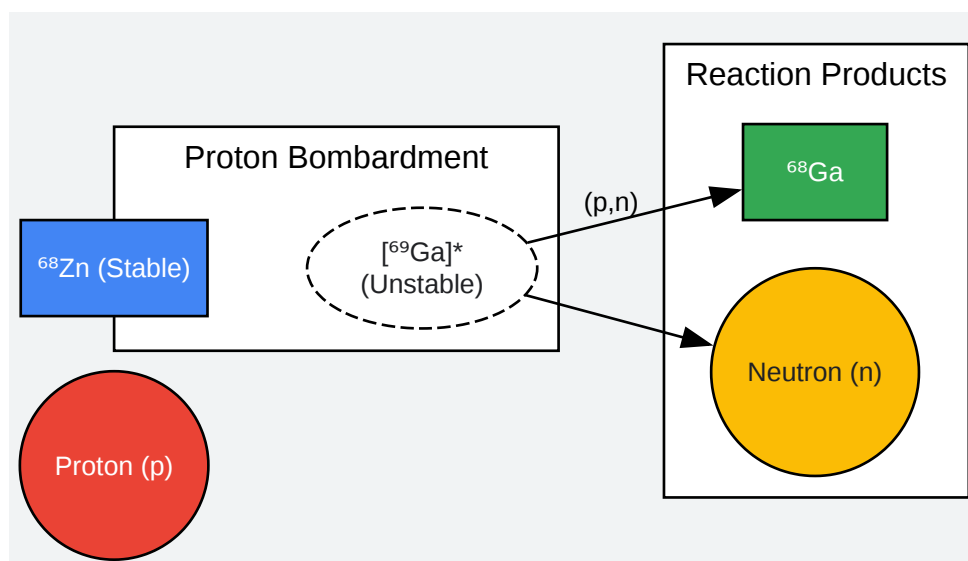 Reaction Products
Proton Bombardment
⁶⁸Zn (Stable)
[⁶⁹Ga]*
(Unstable)
(p,n)
⁶⁸Ga
Neutron (n)
Proton (p)